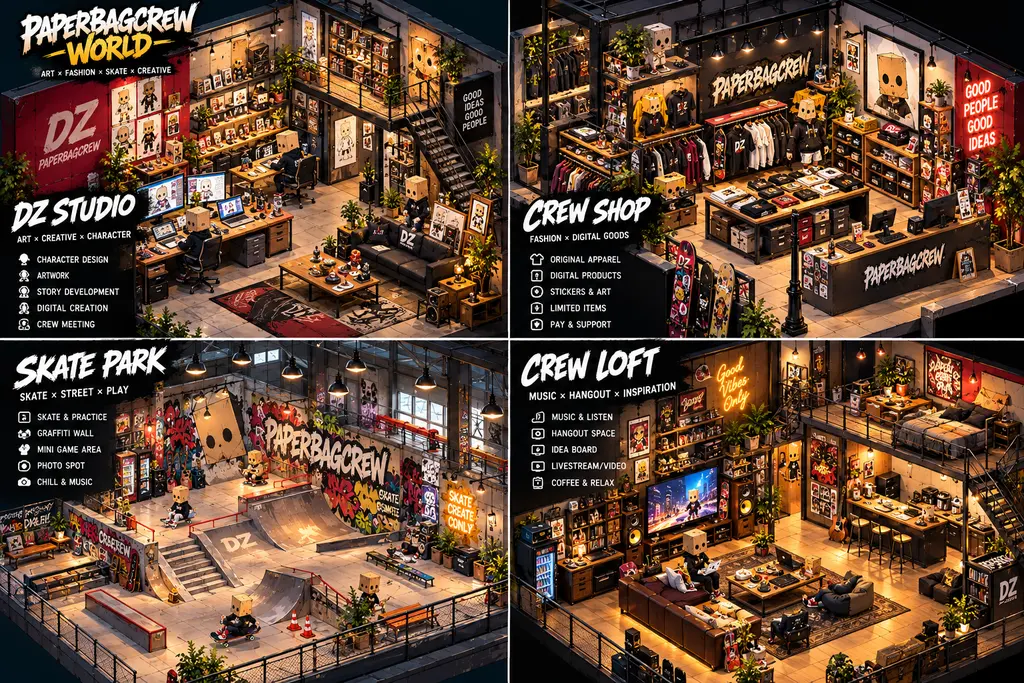 PAPERBAGCREW
WORLD
ART × FASHION × SKATE × CREATIVE
DZ
PAPERBAGCREW
GOOD
IDEAS
GOOD
PEOPLE
DZ
DZ STUDIO
ART × CREATIVE × CHARACTER
CHARACTER DESIGN
ARTWORK
STORY DEVELOPMENT
DIGITAL CREATION
CREW MEETING
PAPERBAGCREW
GOOD
PEOPLE
GOOD
IDEAS
CREW SHOP
FASHION × DIGITAL GOODS
ORIGINAL APPAREL
DIGITAL PRODUCTS
STICKERS & ART
LIMITED ITEMS
PAY & SUPPORT
PAPERBAGCREW
DZ
SKATE PARK
SKATE × STREET × PLAY
SKATE & PRACTICE
GRAFFITI WALL
MINI GAME AREA
PHOTO SPOT
CHILL & MUSIC
PAPERBAGCREW
SKATE
SKATE
CREATE
ONLY
DZ
CREW LOFT
MUSIC × HANGOUT × INSPIRATION
MUSIC & LISTEN
HANGOUT SPACE
IDEA BOARD
LIVESTREAM/VIDEO
COFFEE & RELAX
Good
Vibes
Only
DZ